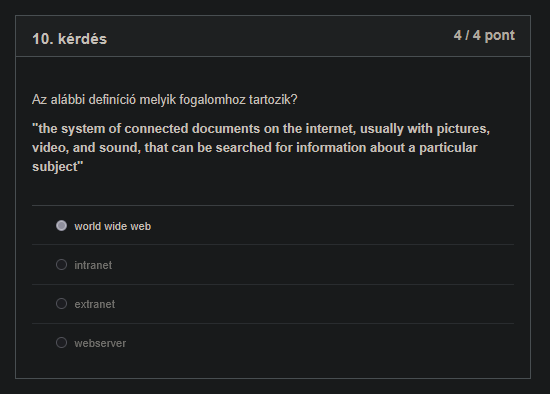 10. kérdés
4 / 4 pont
Az alábbi definíció melyik fogalomhoz tartozik?
"the system of connected documents on the internet, usually with pictures,
video, and sound, that can be searched for information about a particular
subject"
world wide web
intranet
extranet
webserver